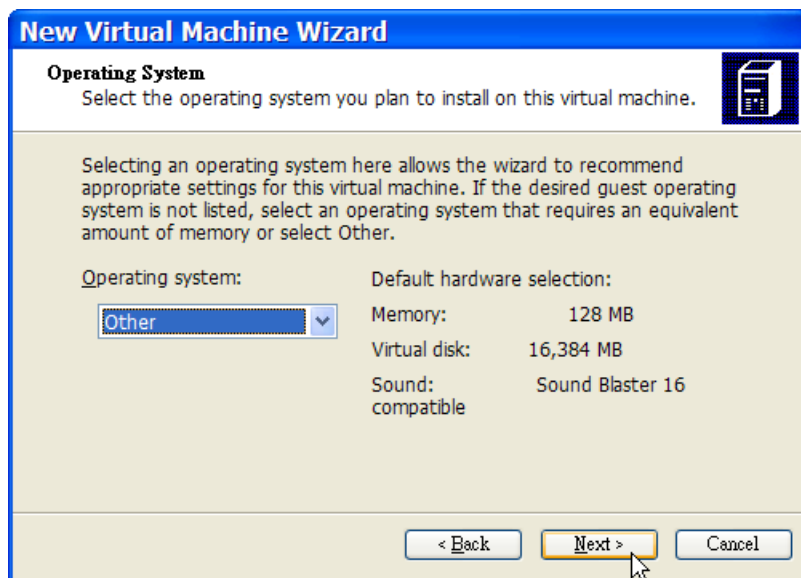 New Virtual Machine Wizard
Operating System
Select the operating system you plan to install on this virtual machine.
Selecting an operating system here allows the wizard to recommend
appropriate settings for this virtual machine. If the desired guest operating
system is not listed, select an operating system that requires an equivalent
amount of memory or select Other.
Operating system:
Other
Default hardware selection:
Memory: 128 MB
Virtual disk: 16,384 MB
Sound: Sound Blaster 16
compatible
< Back Next > Cancel